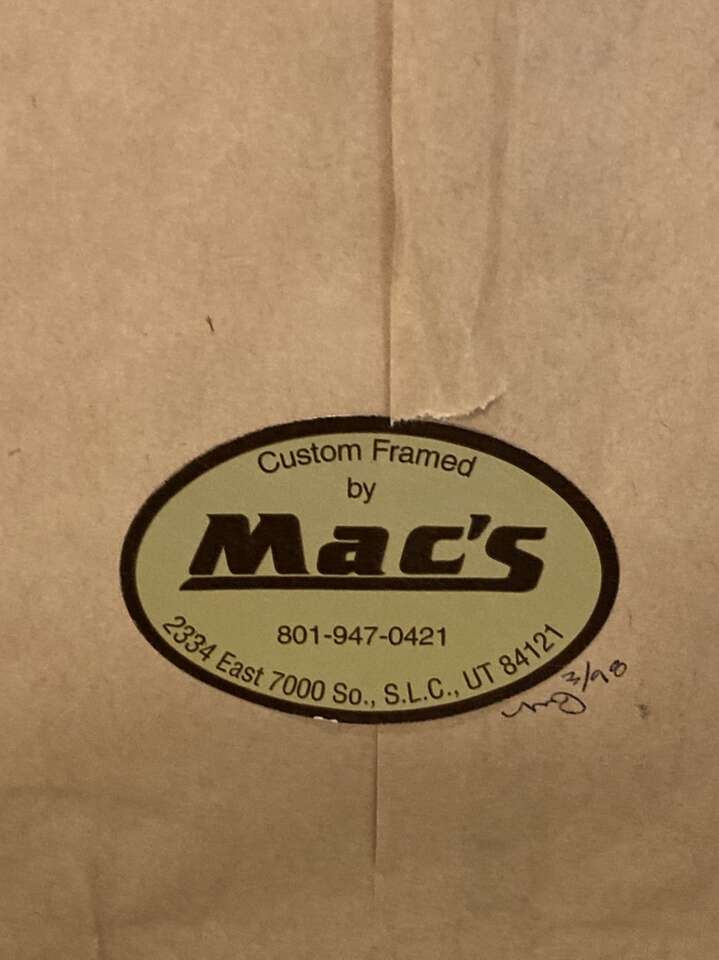 Custom Framed
by
Mac's
801-947-0421
2334 East 7000 So., S.L.C., UT 84121
3/98